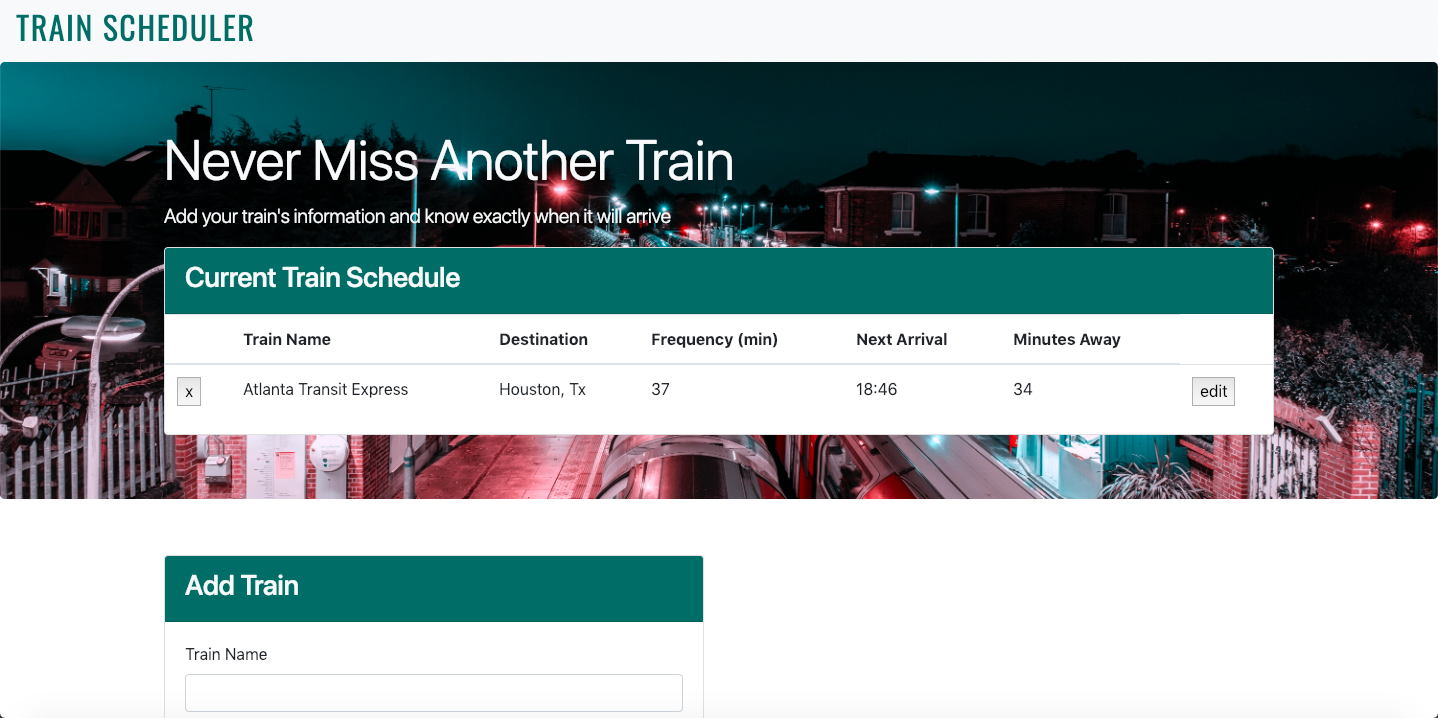 TRAIN SCHEDULER
Never Miss Another Train
Add your train's information and know exactly when it will arrive
Current Train Schedule
Train Name Destination Frequency (min) Next Arrival Minutes Away
x Atlanta Transit Express Houston, Tx 37 18:46 34 edit
Add Train
Train Name